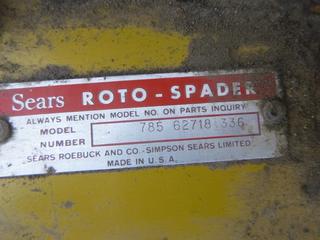 Sears ROTO-SPADER
ALWAYS MENTION MODEL NO. ON PARTS INQUIRY
MODEL
NUMBER 785 62718 336
SEARS ROEBUCK AND CO.-SIMPSON SEARS LIMITED
MADE IN U.S.A.